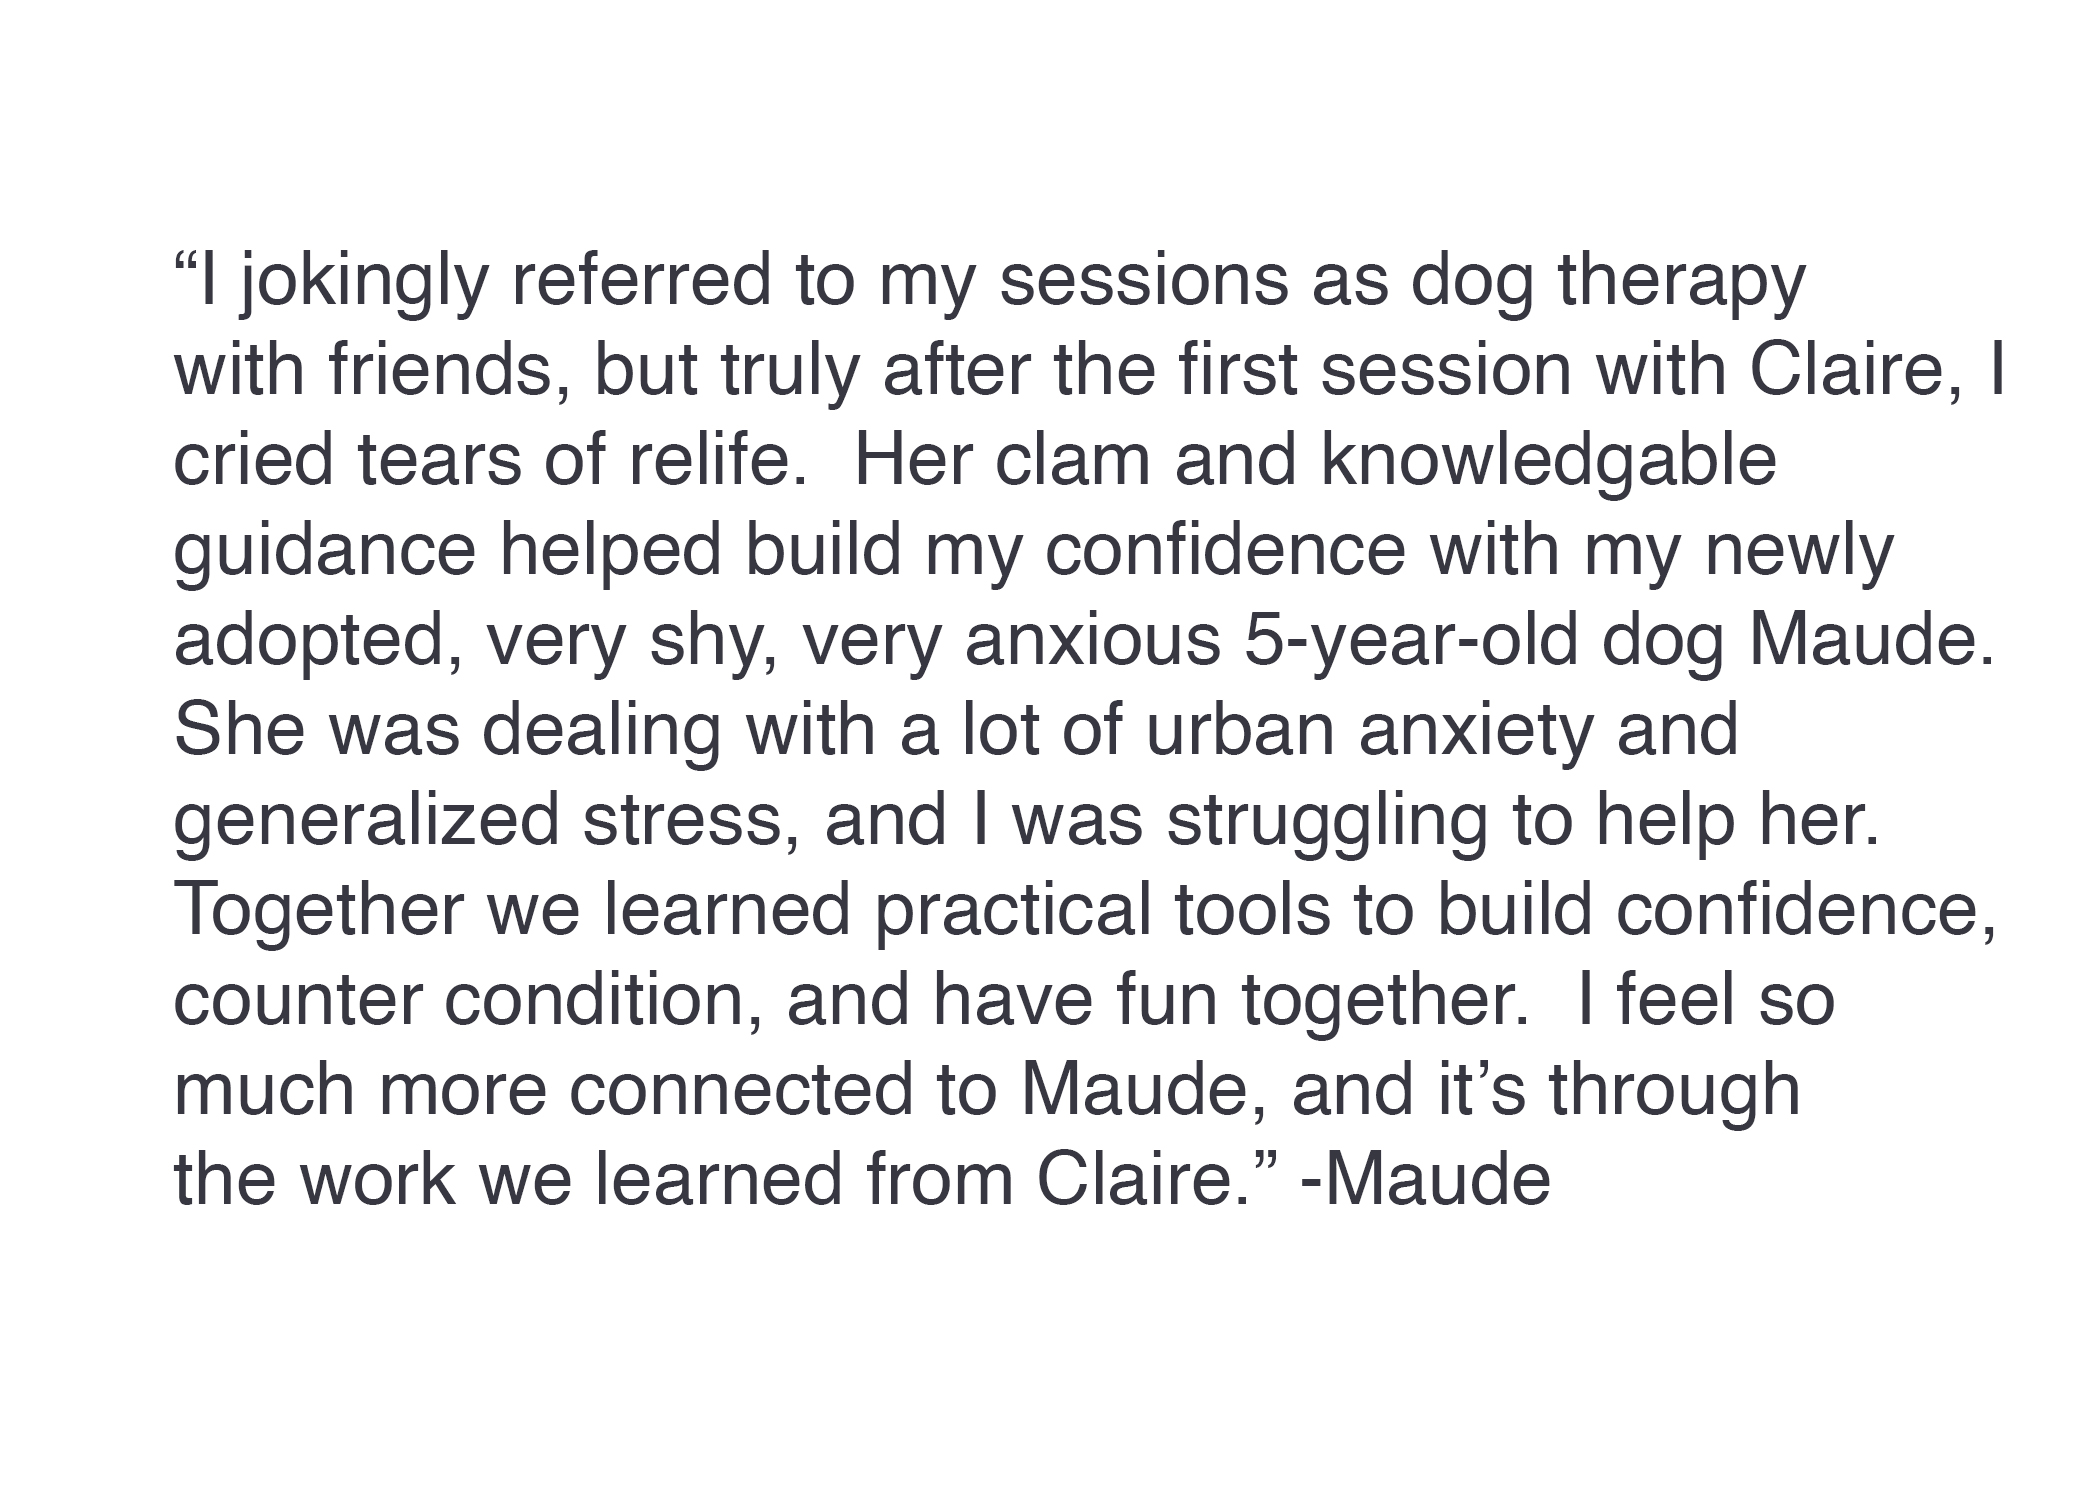 “I jokingly referred to my sessions as dog therapy
with friends, but truly after the first session with Claire, I
cried tears of relife.  Her clam and knowledgable
guidance helped build my confidence with my newly
adopted, very shy, very anxious 5-year-old dog Maude.
She was dealing with a lot of urban anxiety and
generalized stress, and I was struggling to help her.
Together we learned practical tools to build confidence,
counter condition, and have fun together.  I feel so
much more connected to Maude, and it’s through
the work we learned from Claire.” -Maude